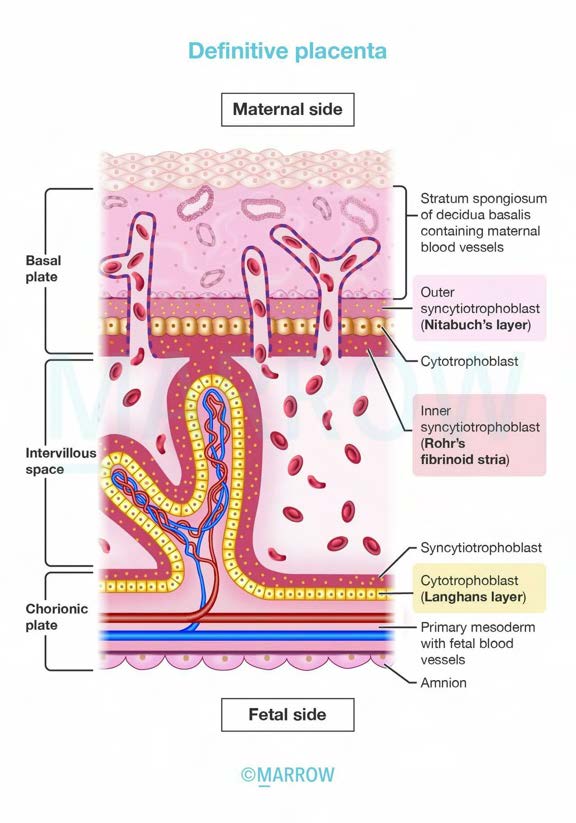 Definitive placenta
Maternal side
Basal
plate
Stratum spongiosum
of decidua basalis
containing maternal
blood vessels
Outer
syncytiotrophoblast
(Nitabuch's layer)
Cytotrophoblast
Intervillous
space
Inner
syncytiotrophoblast
(Rohr's
fibrinoid stria)
Syncytiotrophoblast
Chorionic
plate
Cytotrophoblast
(Langhans layer)
Primary mesoderm
with fetal blood
vessels
Amnion
Fetal side
©MARROW
MARROW